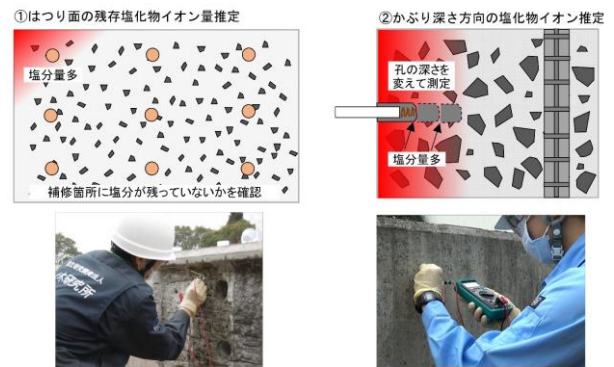 ①はつり面の残存塩化物イオン量推定
塩分量多
補修箇所に塩分が残っていないかを確認
②かぶり深さ方向の塩化物イオン推定
孔の深さを
変えて測定
塩分量多
研究所